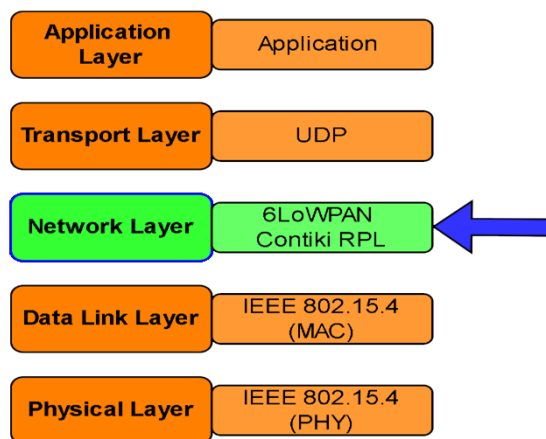 Application
Layer
Application
Transport Layer
UDP
Network Layer
6LoWPAN
Contiki RPL
Data Link Layer
IEEE 802.15.4
(MAC)
Physical Layer
IEEE 802.15.4
(PHY)